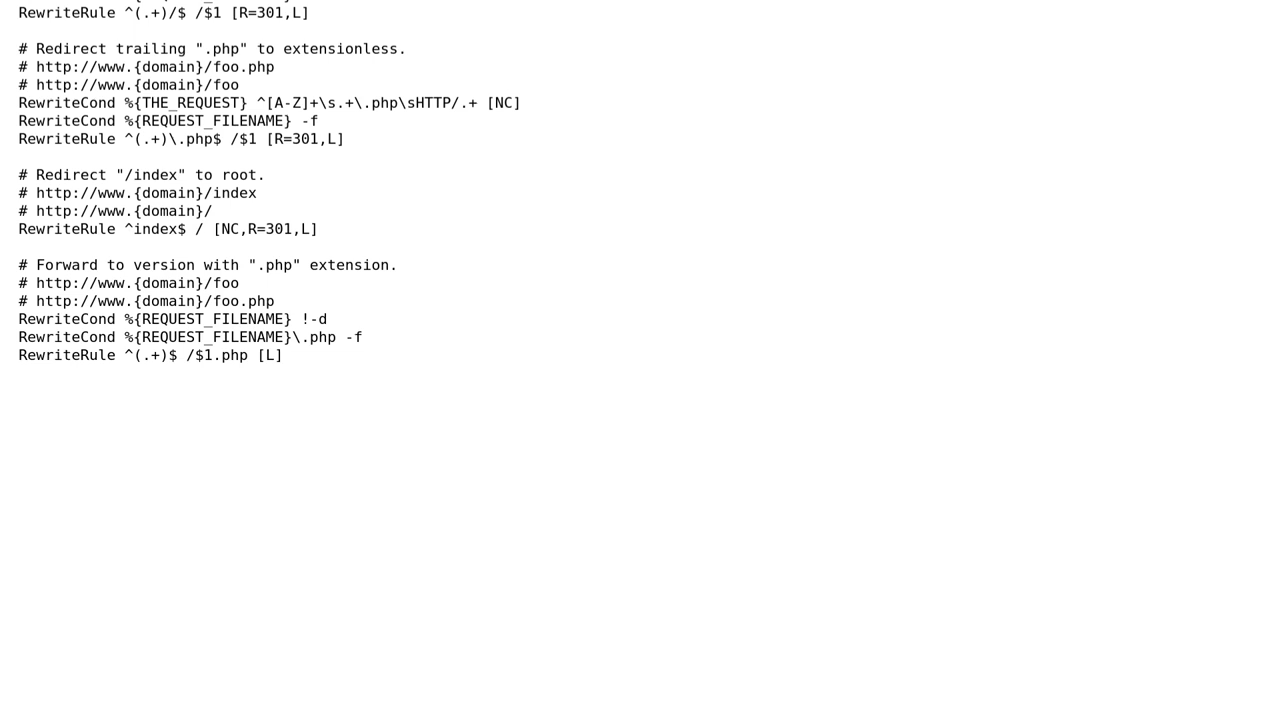 RewriteRule ^(.+)/$ /$1 [R=301,L]
# Redirect trailing ".php" to extensionless.
# http://www.{domain}/foo.php
# http://www.{domain}/foo
RewriteCond %{THE_REQUEST} ^[A-Z]+\s.+\.php\sHTTP/.+ [NC]
RewriteCond %{REQUEST_FILENAME} -f
RewriteRule ^(.+)\.php$ /$1 [R=301,L]
# Redirect "/index" to root.
# http://www.{domain}/index
# http://www.{domain}/
RewriteRule ^index$ / [NC,R=301,L]
# Forward to version with ".php" extension.
# http://www.{domain}/foo
# http://www.{domain}/foo.php
RewriteCond %{REQUEST_FILENAME} !-d
RewriteCond %{REQUEST_FILENAME}\.php -f
RewriteRule ^(.+)$ /$1.php [L]